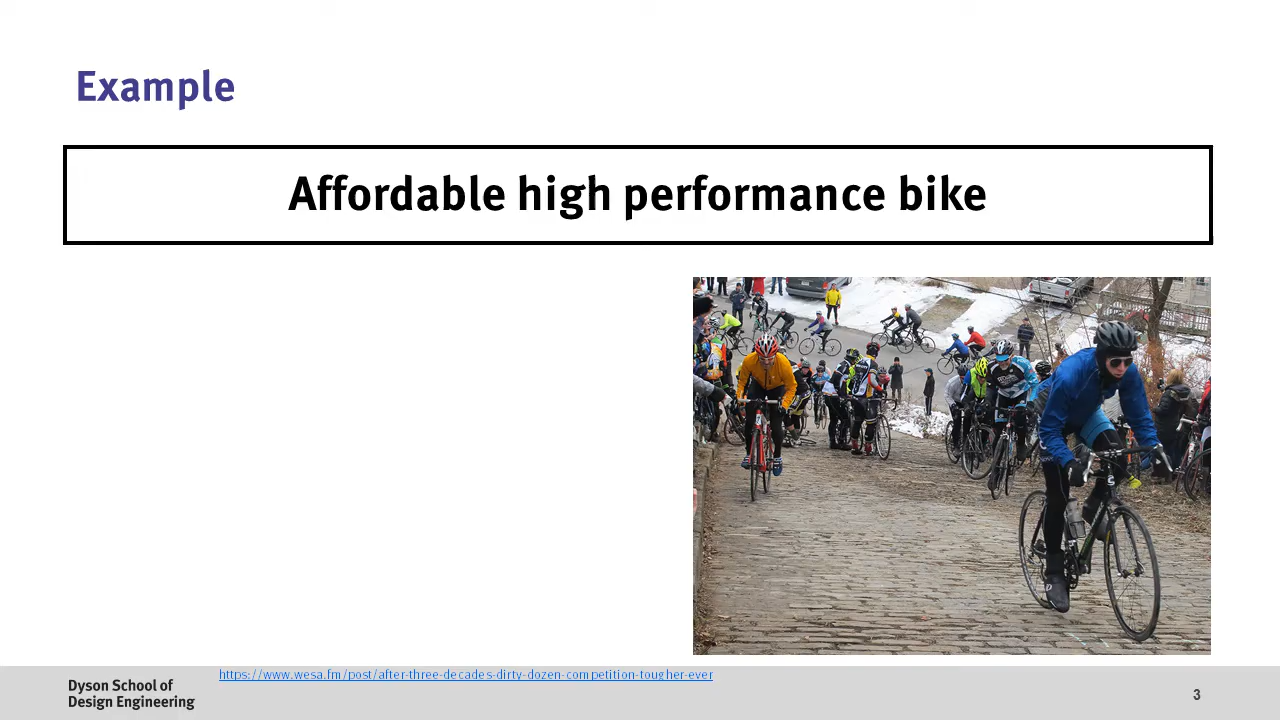 Example
Affordable high performance bike
https://www.wesa.fm/post/after-three-decades-dirty-dozen-competition-tougher-ever
Dyson School of
Design Engineering
3